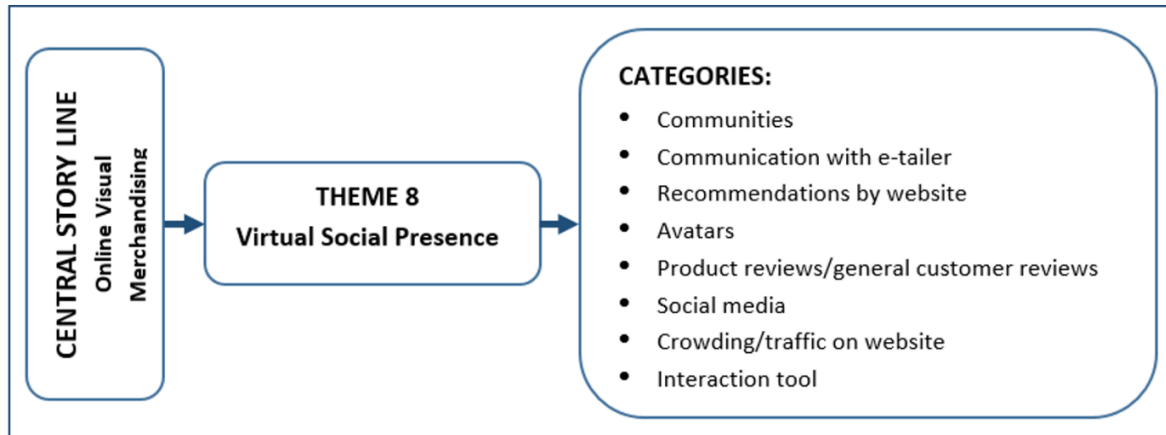 CENTRAL STORY LINE
Online Visual
Merchandising
THEME 8
Virtual Social Presence
CATEGORIES:
• Communities
• Communication with e-tailer
• Recommendations by website
• Avatars
• Product reviews/general customer reviews
• Social media
• Crowding/traffic on website
• Interaction tool